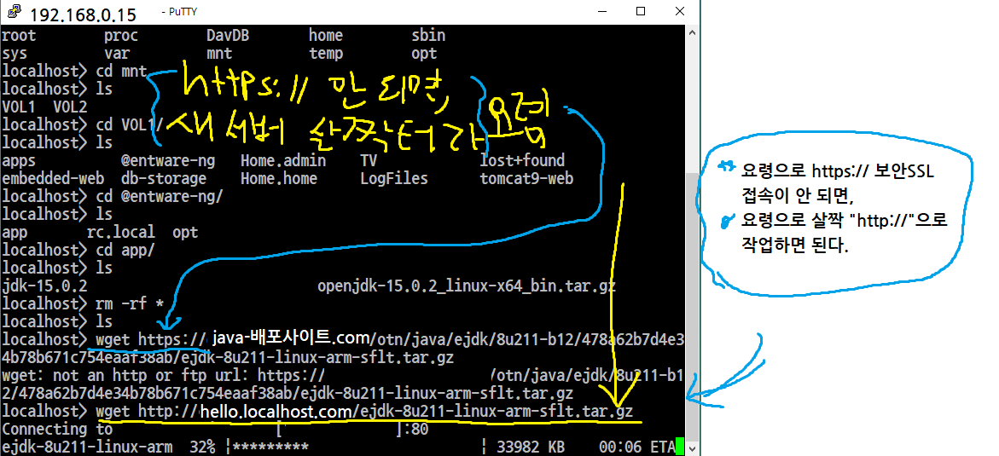 192.168.0.15 - PuTTY
root proc DavDB home sbin
sys var mnt temp opt
localhost> cd mnt
localhost> ls
VOL1 VOL2
localhost> cd VOL1/
localhost> ls
apps @entware-ng Home.admin TV lost+found
embedded-web db-storage Home.home LogFiles tomcat9-web
localhost> cd @entware-ng/
localhost> ls
app rc.local opt
localhost> cd app/
localhost> ls
jdk-15.0.2 openjdk-15.0.2_linux-x64_bin.tar.gz
localhost> rm -rf *
localhost> ls
localhost> wget https:// java-배포사이트.com/otn/java/ejdk/8u211-b12/478a62b7d4e3
4b78b671c754eaaf38ab/ejdk-8u211-linux-arm-sflt.tar.gz
wget: not an http or ftp url: https:// /otn/java/ejdk/8u211-b1
2/478a62b7d4e34b78b671c754eaaf38ab/ejdk-8u211-linux-arm-sflt.tar.gz
localhost> wget http://hello.localhost.com/ejdk-8u211-linux-arm-sflt.tar.gz
Connecting to [ ]:80
ejdk-8u211-linux-arm 32% |********* | 33982 KB 00:06 ETA
https:// 안 되면,
새 서버 살짝
요령으로 https:// 보안SSL
접속이 안 되면,
요령으로 살짝 "http://"으로
작업하면 된다.